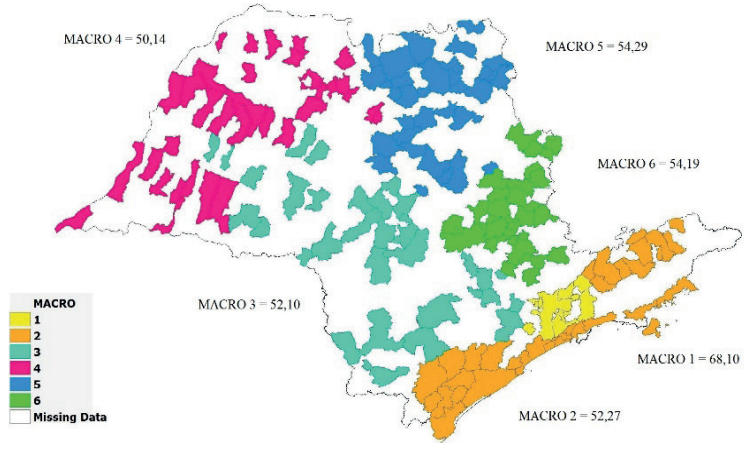 MACRO 4 = 50,14
MACRO 5 = 54,29
MACRO 6 = 54,19
MACRO 3 = 52,10
MACRO 1 = 68,10
MACRO 2 = 52,27
MACRO
1
2
3
4
5
6
Missing Data